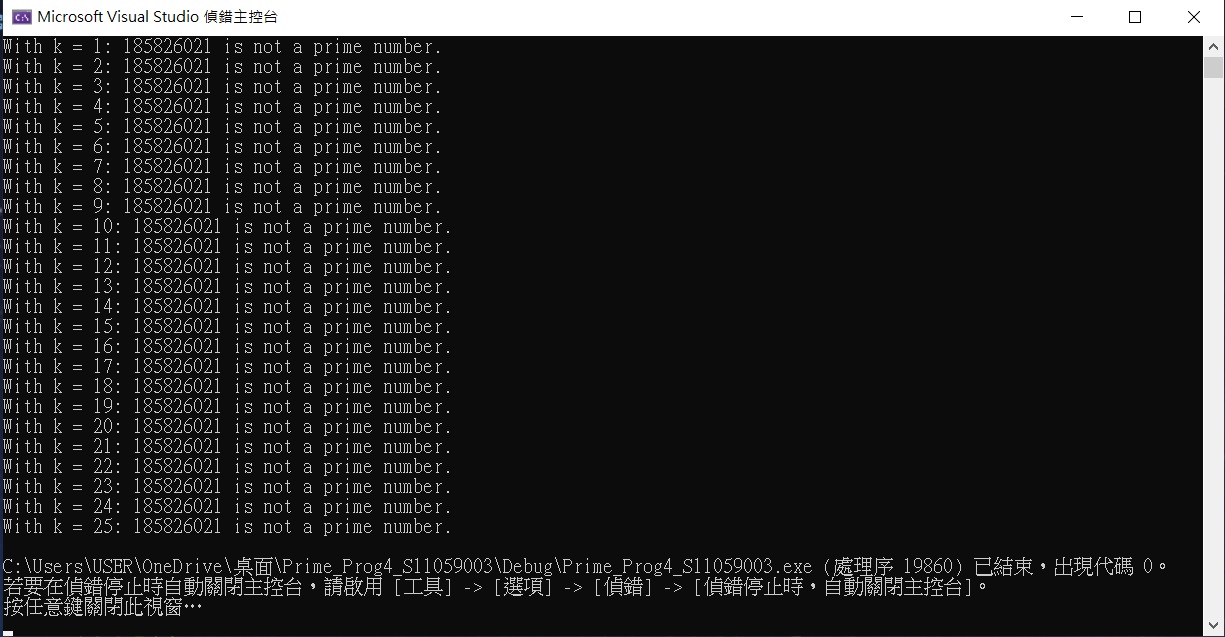 Microsoft Visual Studio 偵錯主控台
With k = 1: 185826021 is not a prime number.
With k = 2: 185826021 is not a prime number.
With k = 3: 185826021 is not a prime number.
With k = 4: 185826021 is not a prime number.
With k = 5: 185826021 is not a prime number.
With k = 6: 185826021 is not a prime number.
With k = 7: 185826021 is not a prime number.
With k = 8: 185826021 is not a prime number.
With k = 9: 185826021 is not a prime number.
With k = 10: 185826021 is not a prime number.
With k = 11: 185826021 is not a prime number.
With k = 12: 185826021 is not a prime number.
With k = 13: 185826021 is not a prime number.
With k = 14: 185826021 is not a prime number.
With k = 15: 185826021 is not a prime number.
With k = 16: 185826021 is not a prime number.
With k = 17: 185826021 is not a prime number.
With k = 18: 185826021 is not a prime number.
With k = 19: 185826021 is not a prime number.
With k = 20: 185826021 is not a prime number.
With k = 21: 185826021 is not a prime number.
With k = 22: 185826021 is not a prime number.
With k = 23: 185826021 is not a prime number.
With k = 24: 185826021 is not a prime number.
With k = 25: 185826021 is not a prime number.
C:\Users\USER\OneDrive\桌面\Prime_Prog4_S11059003\Debug\Prime_Prog4_S11059003.exe (處理序 19860) 已結束，出現代碼 0。
若要在偵錯停止時自動關閉主控台，請啟用 [工具] -> [選項] -> [偵錯] -> [偵錯停止時，自動關閉主控台]。
按任意鍵關閉此視窗…